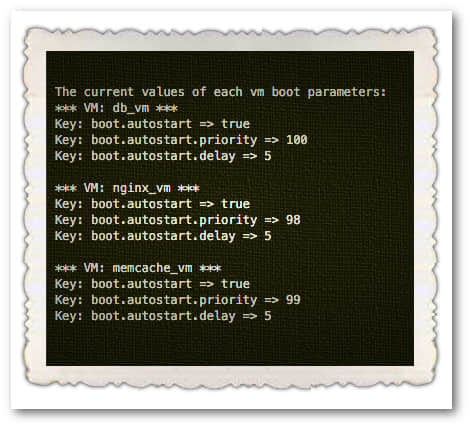 The current values of each vm boot parameters:
*** VM: db_vm ***
Key: boot.autostart => true
Key: boot.autostart.priority => 100
Key: boot.autostart.delay => 5
*** VM: nginx_vm ***
Key: boot.autostart => true
Key: boot.autostart.priority => 98
Key: boot.autostart.delay => 5
*** VM: memcache_vm ***
Key: boot.autostart => true
Key: boot.autostart.priority => 99
Key: boot.autostart.delay => 5